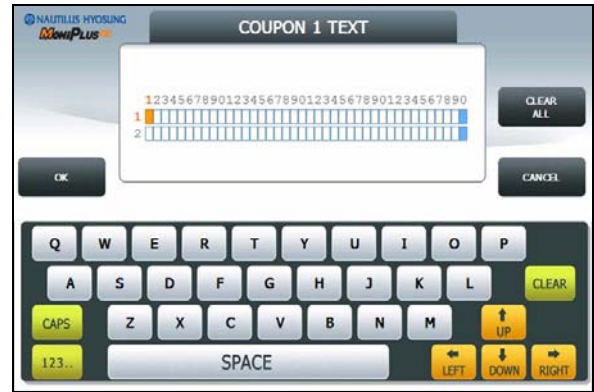 NAUTILUS HYOSUNG
MoniPlus
COUPON 1 TEXT
1234567890123456789012345678901234567890
1
2
CLEAR
ALL
OK
CANCEL
Q W E R T Y U I O P
A S D F G H J K L CLEAR
CAPS Z X C V B N M UP
123.. SPACE LEFT DOWN RIGHT